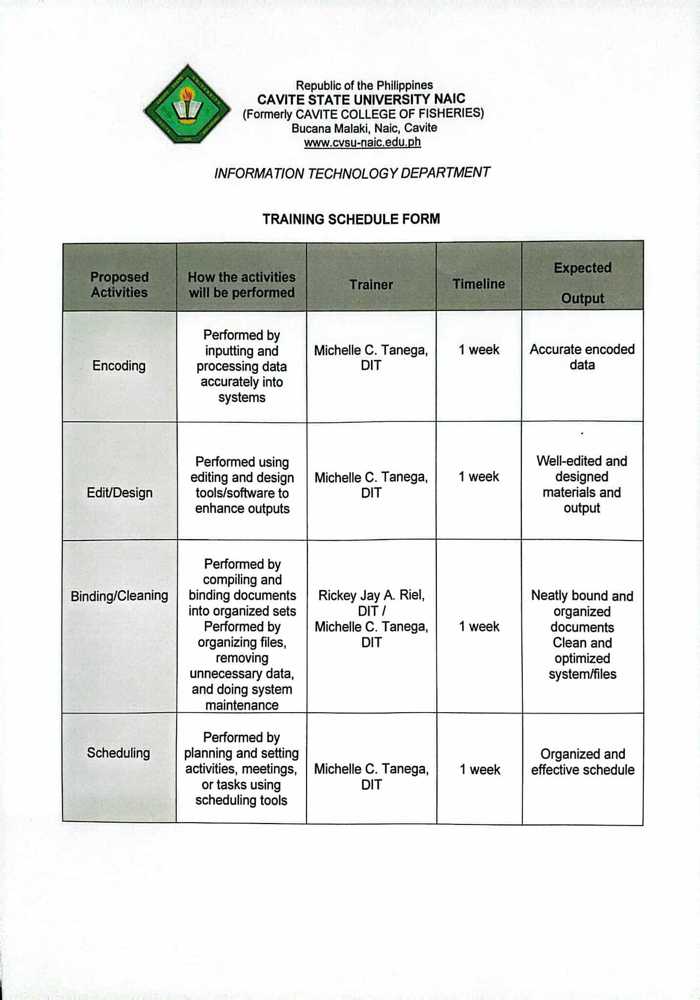 Republic of the Philippines
CAVITE STATE UNIVERSITY NAIC
(Formerly CAVITE COLLEGE OF FISHERIES)
Bucana Malaki, Naic, Cavite
www.cvsu-naic.edu.ph
INFORMATION TECHNOLOGY DEPARTMENT
TRAINING SCHEDULE FORM
Proposed
Activities
How the activities
will be performed
Trainer
Timeline
Expected
Output
Encoding
Performed by
inputting and
processing data
accurately into
systems
Michelle C. Tanega,
DIT
1 week
Accurate encoded
data
Edit/Design
Performed using
editing and design
tools/software to
enhance outputs
Michelle C. Tanega,
DIT
1 week
Well-edited and
designed
materials and
output
Binding/Cleaning
Performed by
compiling and
binding documents
into organized sets
Performed by
organizing files,
removing
unnecessary data,
and doing system
maintenance
Rickey Jay A. Riel,
DIT /
Michelle C. Tanega,
DIT
1 week
Neatly bound and
organized
documents
Clean and
optimized
system/files
Scheduling
Performed by
planning and setting
activities, meetings,
or tasks using
scheduling tools
Michelle C. Tanega,
DIT
1 week
Organized and
effective schedule